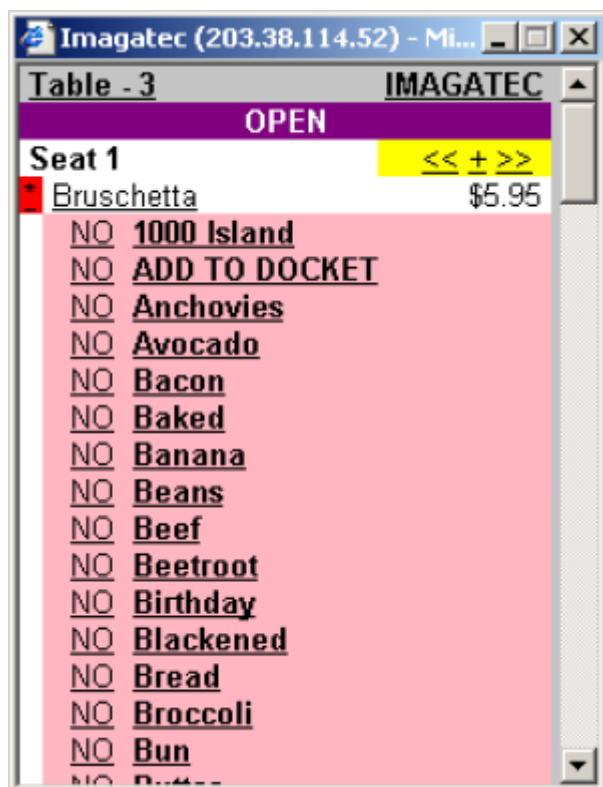 Imagatec (203.38.114.52) - Mi...
Table - 3 IMAGATEC
OPEN
Seat 1 << + >>
* Bruschetta $5.95
NO 1000 Island
NO ADD TO DOCKET
NO Anchovies
NO Avocado
NO Bacon
NO Baked
NO Banana
NO Beans
NO Beef
NO Beetroot
NO Birthday
NO Blackened
NO Bread
NO Broccoli
NO Bun
NO